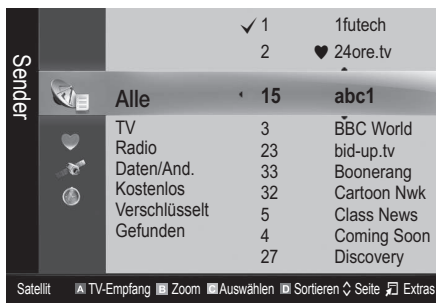 Sender
✓ 1 1futech
2 ♥ 24ore.tv
Alle 15 abc1
TV 3 BBC World
Radio 23 bid-up.tv
Daten/And. 33 Boonerang
Kostenlos 32 Cartoon Nwk
Verschlüsselt 5 Class News
Gefunden 4 Coming Soon
27 Discovery
Satellit A TV-Empfang B Zoom C Auswählen D Sortieren Seite Extras